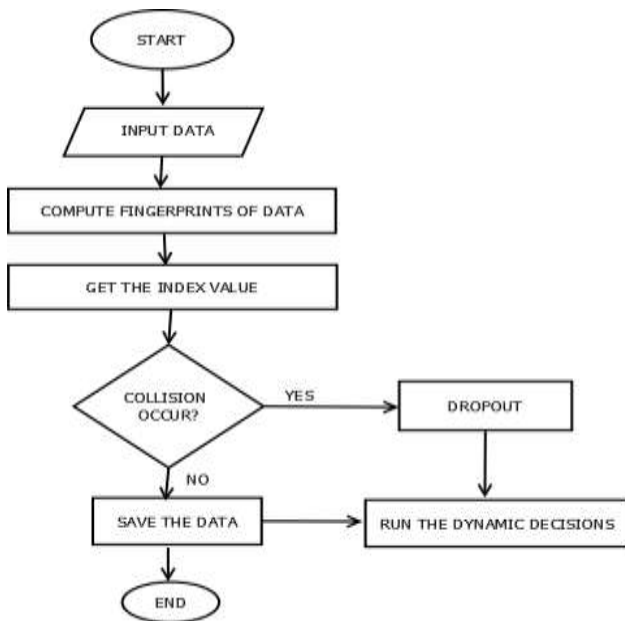 START
INPUT DATA
COMPUTE FINGERPRINTS OF DATA
GET THE INDEX VALUE
COLLISION
OCCUR?
YES
DROPOUT
NO
SAVE THE DATA
RUN THE DYNAMIC DECISIONS
END